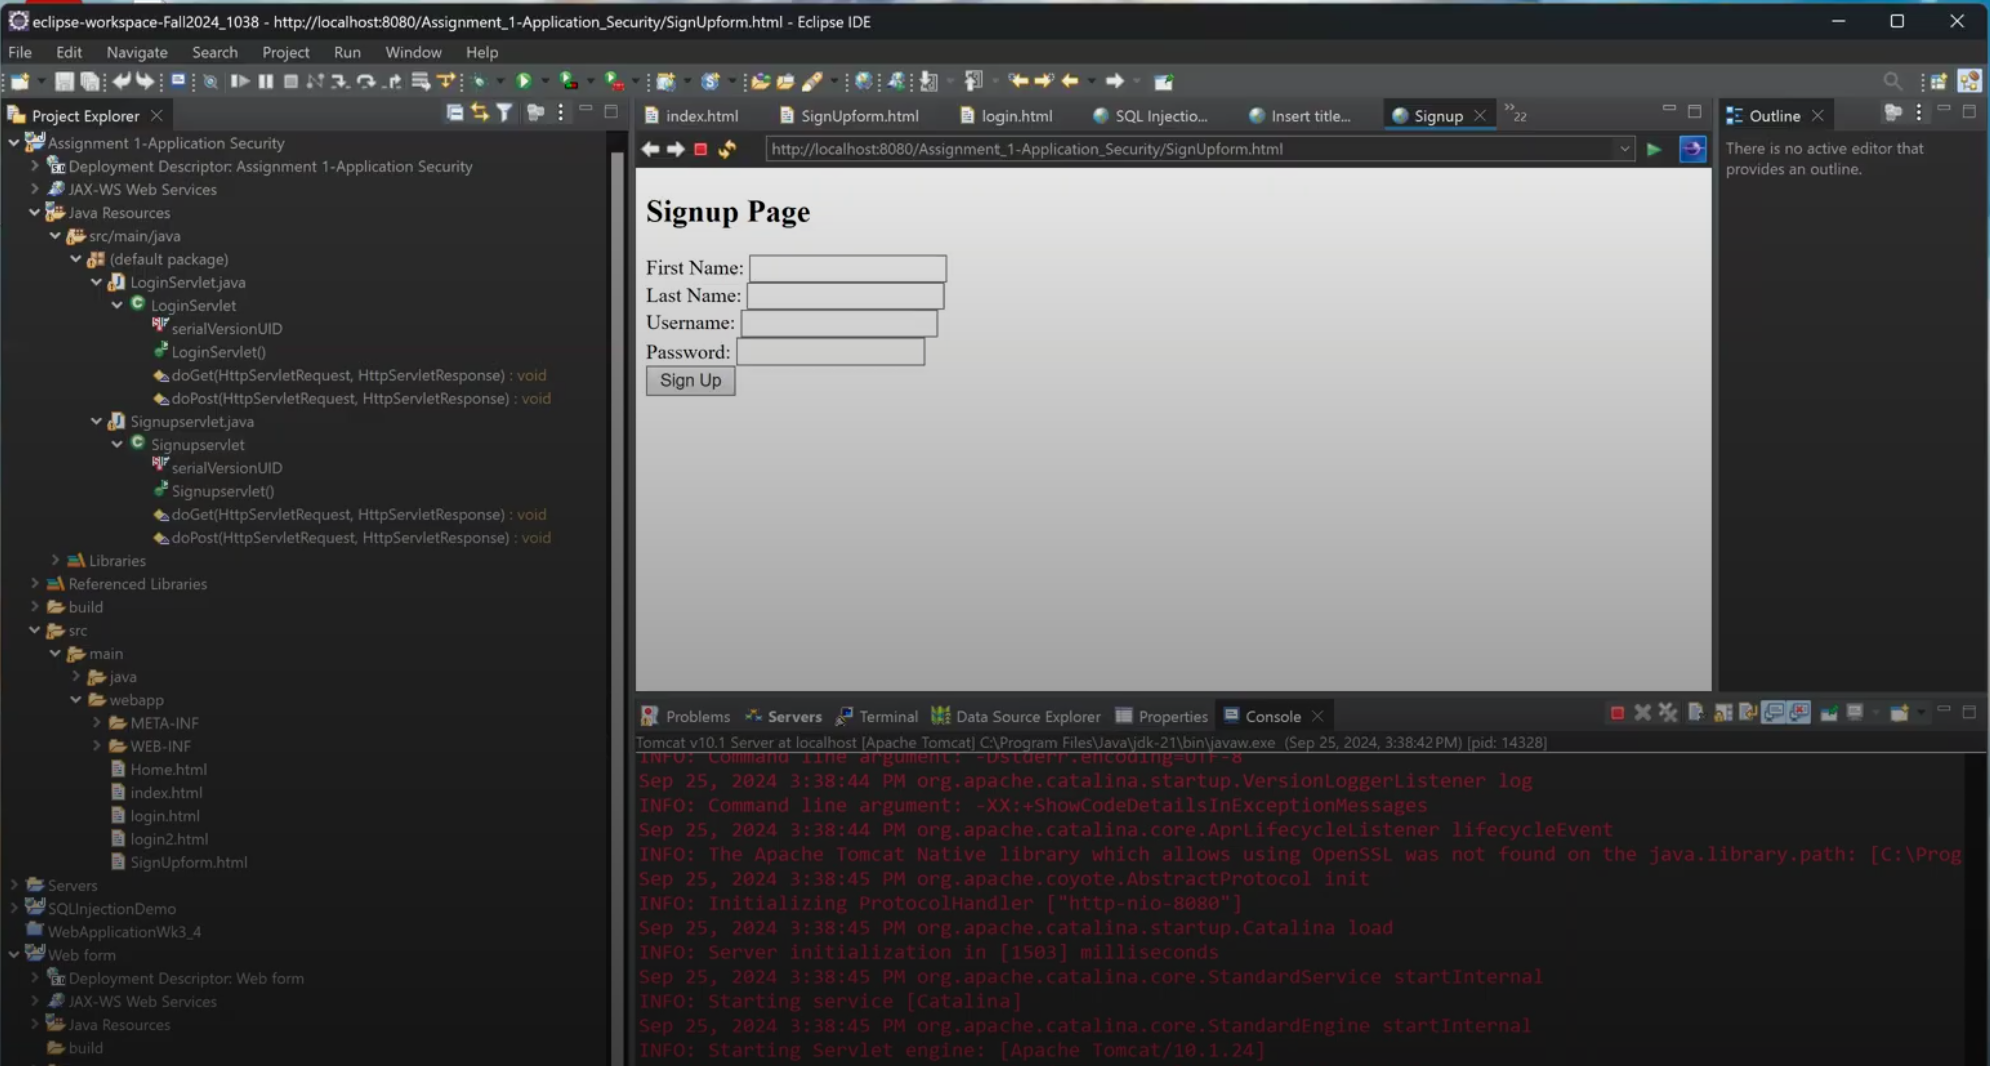 eclipse-workspace-Fall2024_1038 - http://localhost:8080/Assignment_1-Application_Security/SignUpform.html - Eclipse IDE
File Edit Navigate Search Project Run Window Help
Project Explorer
Assignment 1-Application Security
Deployment Descriptor: Assignment 1-Application Security
JAX-WS Web Services
Java Resources
src/main/java
(default package)
LoginServlet.java
LoginServlet
serialVersionUID
LoginServlet()
doGet(HttpServletRequest, HttpServletResponse) : void
doPost(HttpServletRequest, HttpServletResponse) : void
Signupservlet.java
Signupservlet
serialVersionUID
Signupservlet()
doGet(HttpServletRequest, HttpServletResponse) : void
doPost(HttpServletRequest, HttpServletResponse) : void
Libraries
Referenced Libraries
build
src
main
java
webapp
META-INF
WEB-INF
Home.html
index.html
login.html
login2.html
SignUpform.html
Servers
SQLInjectionDemo
WebApplicationWk3_4
Web form
Deployment Descriptor: Web form
JAX-WS Web Services
Java Resources
build
index.html SignUpform.html login.html SQL Injectio... Insert title... Signup 22
http://localhost:8080/Assignment_1-Application_Security/SignUpform.html
Signup Page
First Name:
Last Name:
Username:
Password:
Sign Up
Outline
There is no active editor that
provides an outline.
Problems Servers Terminal Data Source Explorer Properties Console
Tomcat v10.1 Server at localhost [Apache Tomcat] C:\Program Files\Java\jdk-21\bin\javaw.exe (Sep 25, 2024, 3:38:42 PM) [pid: 14328]
INFO: Command line argument: -Dstderr.encoding=UTF-8
Sep 25, 2024 3:38:44 PM org.apache.catalina.startup.VersionLoggerListener log
INFO: Command line argument: -XX:+ShowCodeDetailsInExceptionMessages
Sep 25, 2024 3:38:44 PM org.apache.catalina.core.AprLifecycleListener lifecycleEvent
INFO: The Apache Tomcat Native library which allows using OpenSSL was not found on the java.library.path: [C:\Prog
Sep 25, 2024 3:38:45 PM org.apache.coyote.AbstractProtocol init
INFO: Initializing ProtocolHandler ["http-nio-8080"]
Sep 25, 2024 3:38:45 PM org.apache.catalina.startup.Catalina load
INFO: Server initialization in [1503] milliseconds
Sep 25, 2024 3:38:45 PM org.apache.catalina.core.StandardService startInternal
INFO: Starting service [Catalina]
Sep 25, 2024 3:38:45 PM org.apache.catalina.core.StandardEngine startInternal
INFO: Starting Servlet engine: [Apache Tomcat/10.1.24]